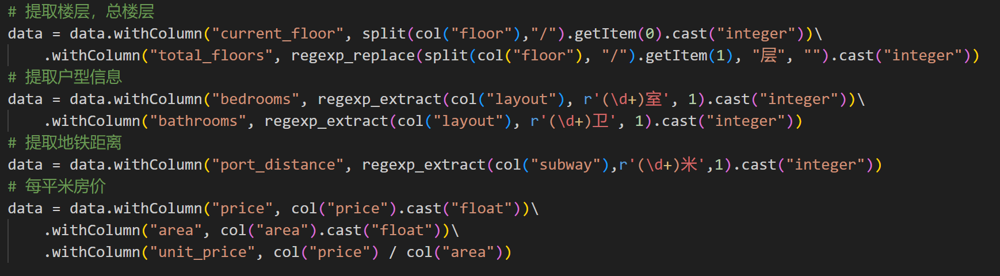 # 提取楼层，总楼层
data = data.withColumn("current_floor", split(col("floor"),"/").getItem(0).cast("integer"))\
    .withColumn("total_floors", regexp_replace(split(col("floor"), "/").getItem(1), "层", "").cast("integer"))
# 提取户型信息
data = data.withColumn("bedrooms", regexp_extract(col("layout"), r'(\d+)室', 1).cast("integer"))\
    .withColumn("bathrooms", regexp_extract(col("layout"), r'(\d+)卫', 1).cast("integer"))
# 提取地铁距离
data = data.withColumn("port_distance", regexp_extract(col("subway"),r'(\d+)米',1).cast("integer"))
# 每平米房价
data = data.withColumn("price", col("price").cast("float"))\
    .withColumn("area", col("area").cast("float"))\
    .withColumn("unit_price", col("price") / col("area"))